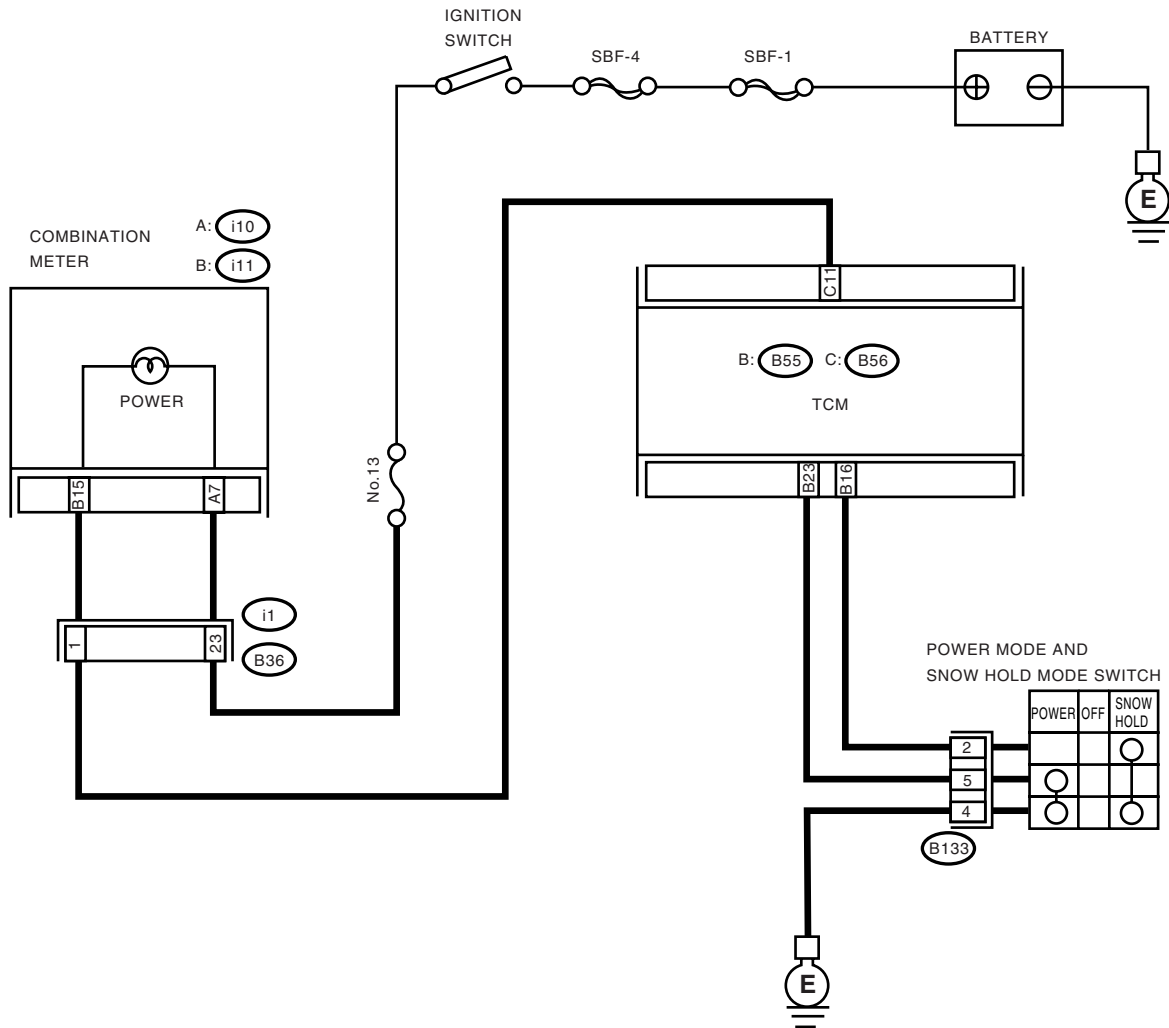 IGNITION
SWITCH
SBF-4
SBF-1
BATTERY
E
COMBINATION
METER
A: i10
B: i11
POWER
B15
A7
No.13
C11
B: B55 C: B56
TCM
B23
B16
1
23
i1
B36
POWER MODE AND
SNOW HOLD MODE SWITCH
POWER OFF SNOW
HOLD
2
5
4
B133
E